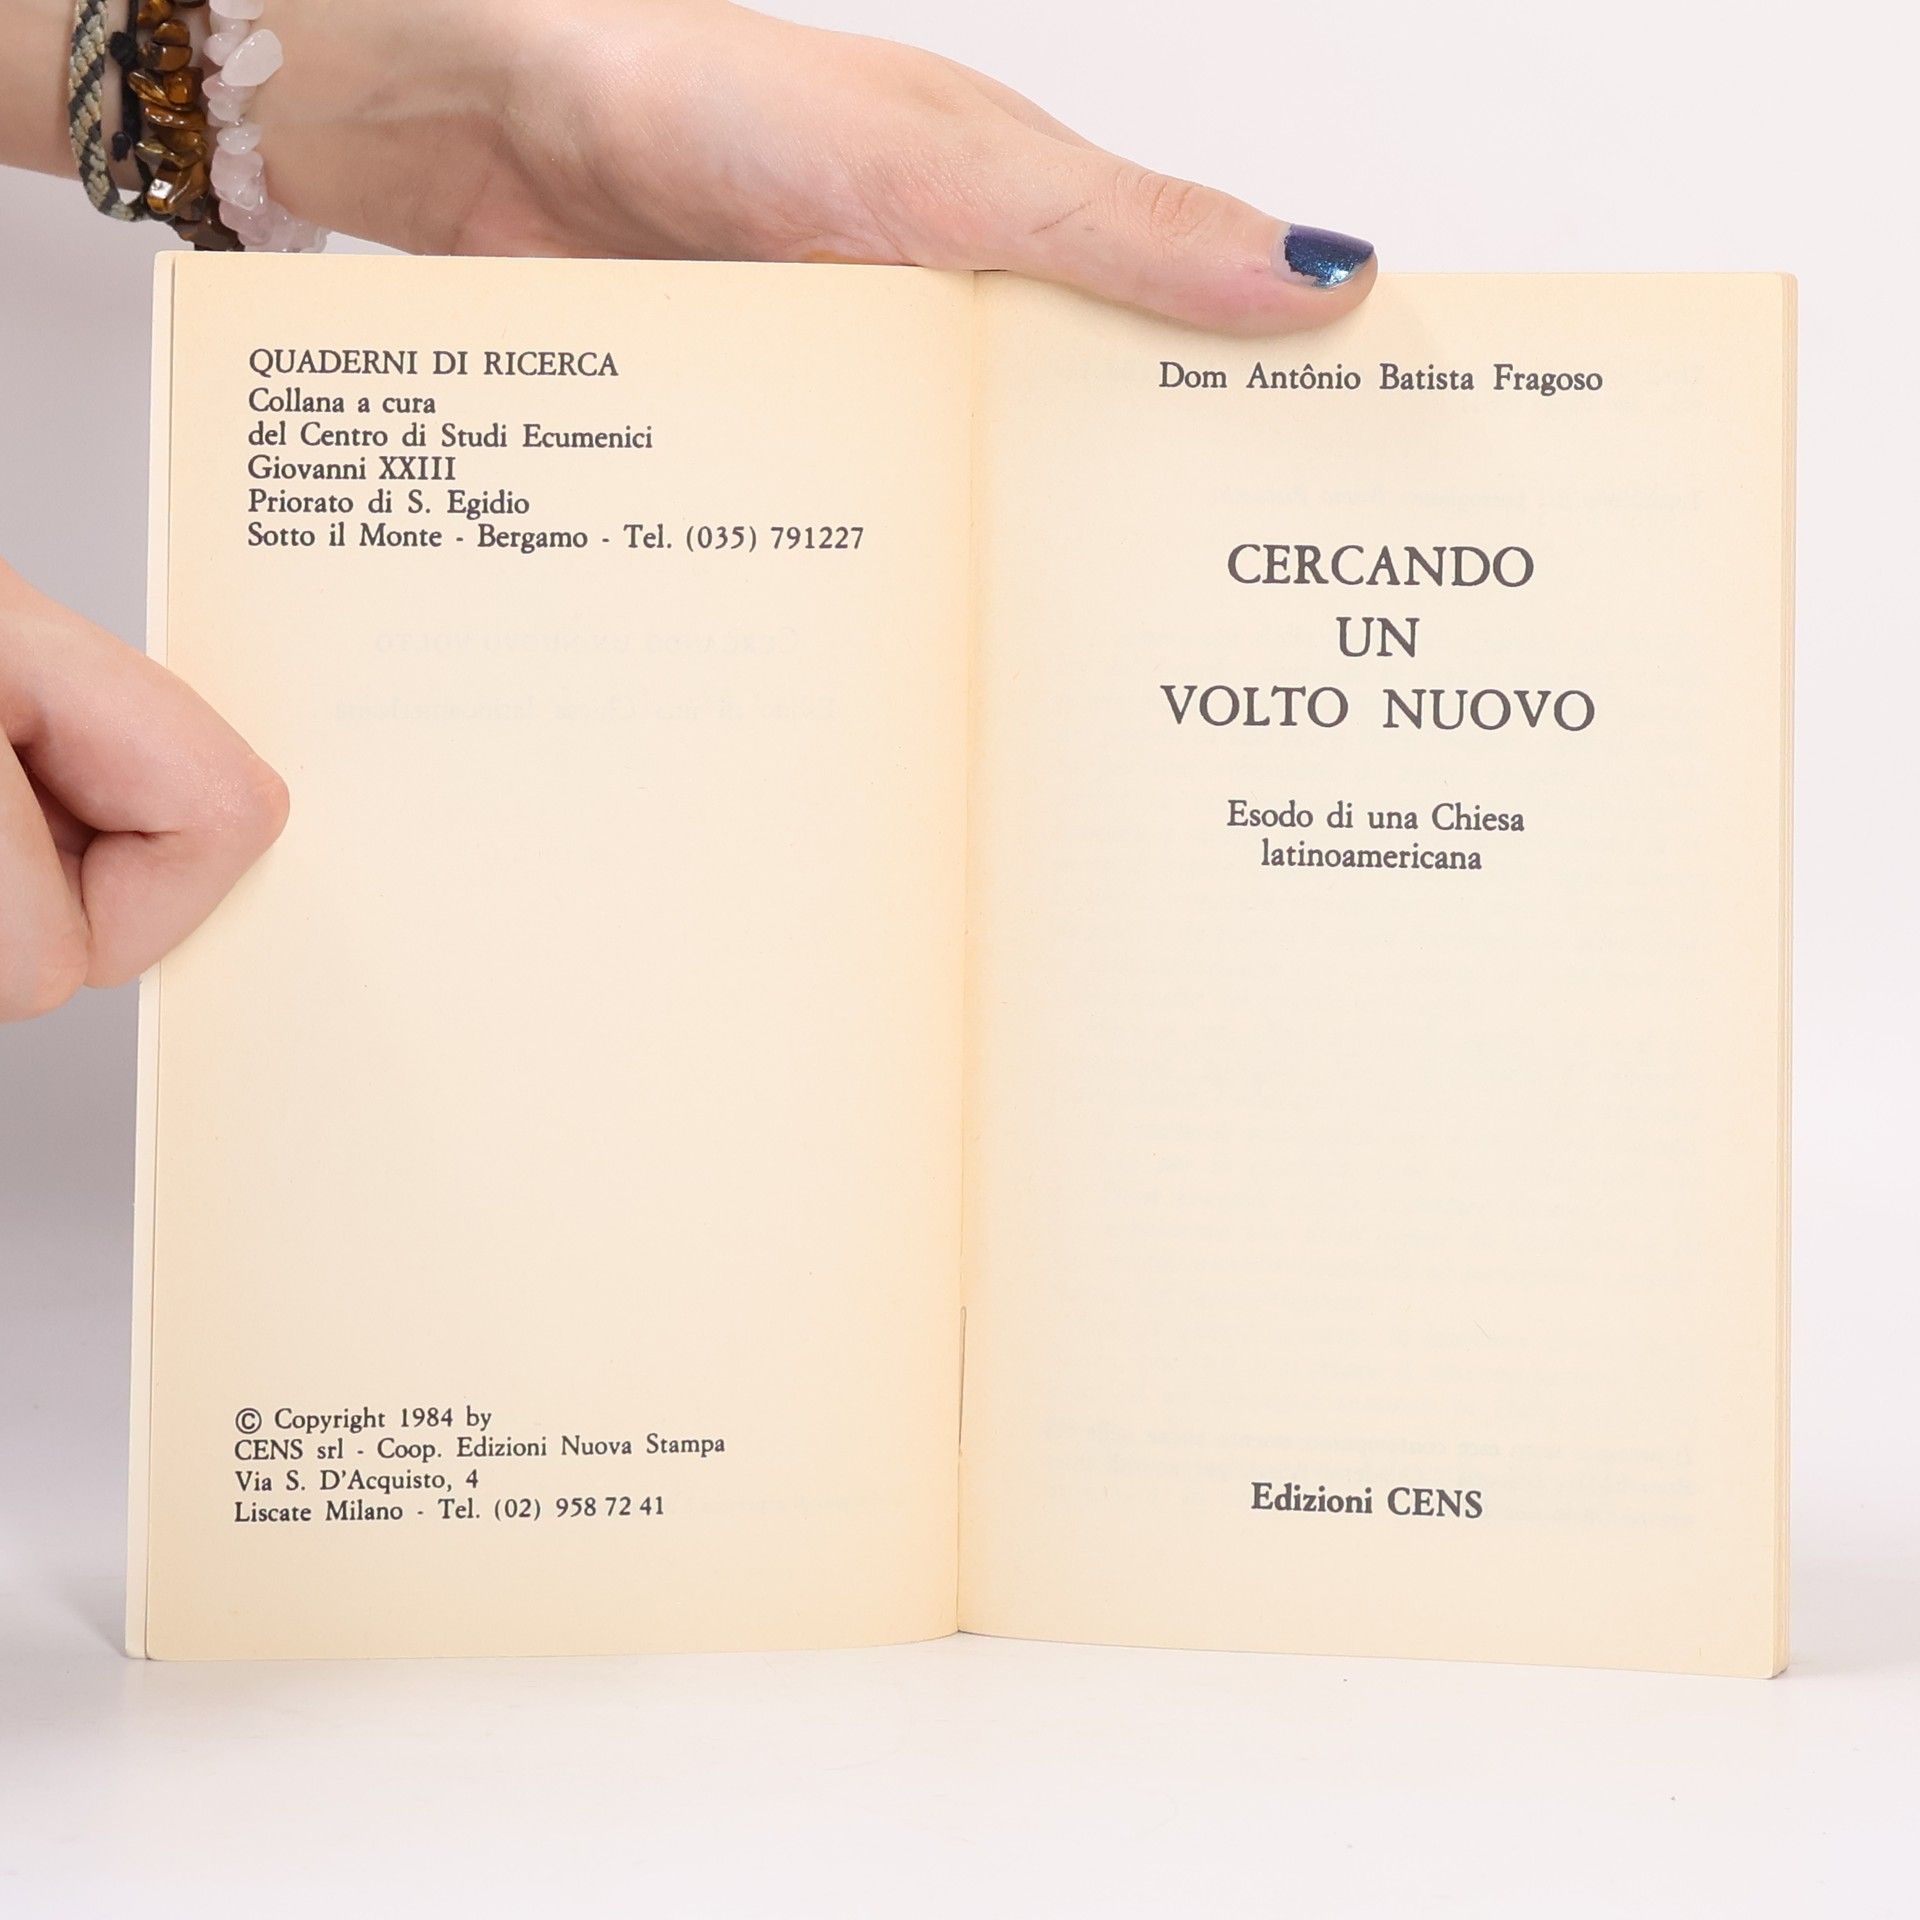 QUADERNI DI RICERCA
Collana a cura
del Centro di Studi Ecumenici
Giovanni XXIII
Priorato di S. Egidio
Sotto il Monte - Bergamo - Tel. (035) 791227
© Copyright 1984 by
CENS srl - Coop. Edizioni Nuova Stampa
Via S. D'Acquisto, 4
Liscate Milano - Tel. (02) 958 72 41
Dom Antônio Batista Fragoso
CERCANDO
UN
VOLTO NUOVO
Esodo di una Chiesa
latinoamericana
Edizioni CENS